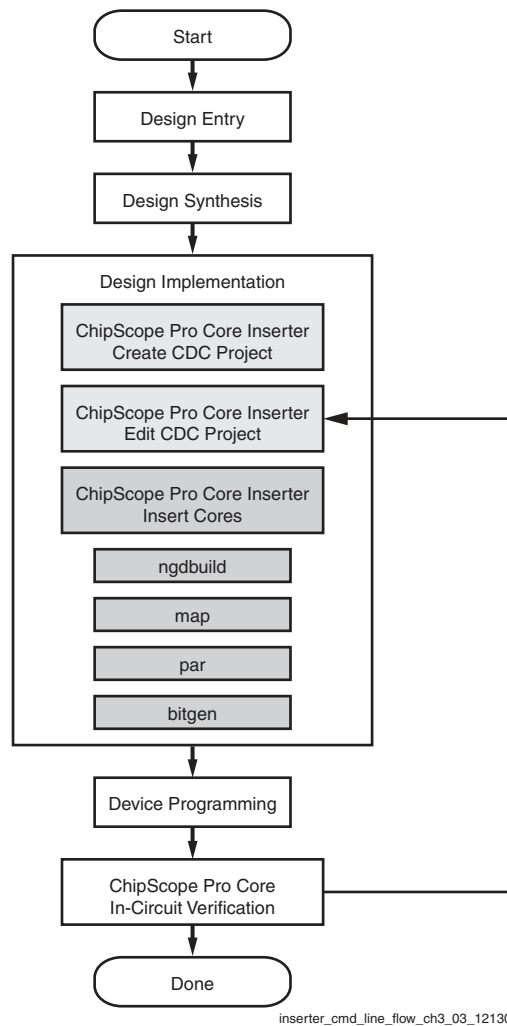 Start
Design Entry
Design Synthesis
Design Implementation
ChipScope Pro Core Inserter
Create CDC Project
ChipScope Pro Core Inserter
Edit CDC Project
ChipScope Pro Core Inserter
Insert Cores
ngdbuild
map
par
bitgen
Device Programming
ChipScope Pro Core
In-Circuit Verification
Done
inserter_cmd_line_flow_ch3_03_12130